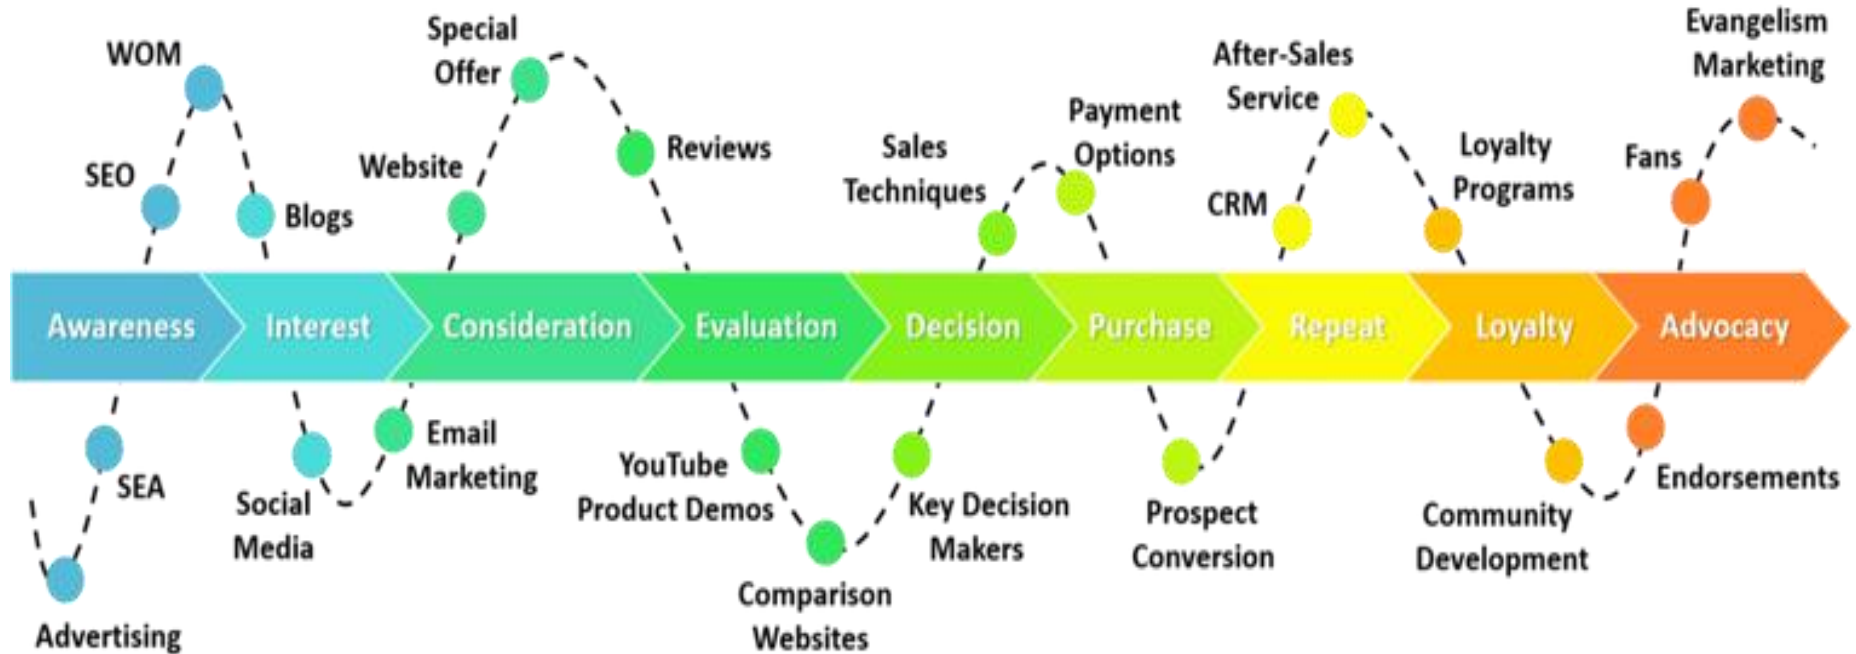 WOM
SEO
Blogs
Special
Offer
Website
Reviews
Sales
Techniques
Payment
Options
After-Sales
Service
CRM
Loyalty
Programs
Evangelism
Marketing
Fans
Awareness
Interest
Consideration
Evaluation
Decision
Purchase
Repeat
Loyalty
Advocacy
SEA
Advertising
Social
Media
Email
Marketing
YouTube
Product Demos
Comparison
Websites
Key Decision
Makers
Prospect
Conversion
Community
Development
Endorsements